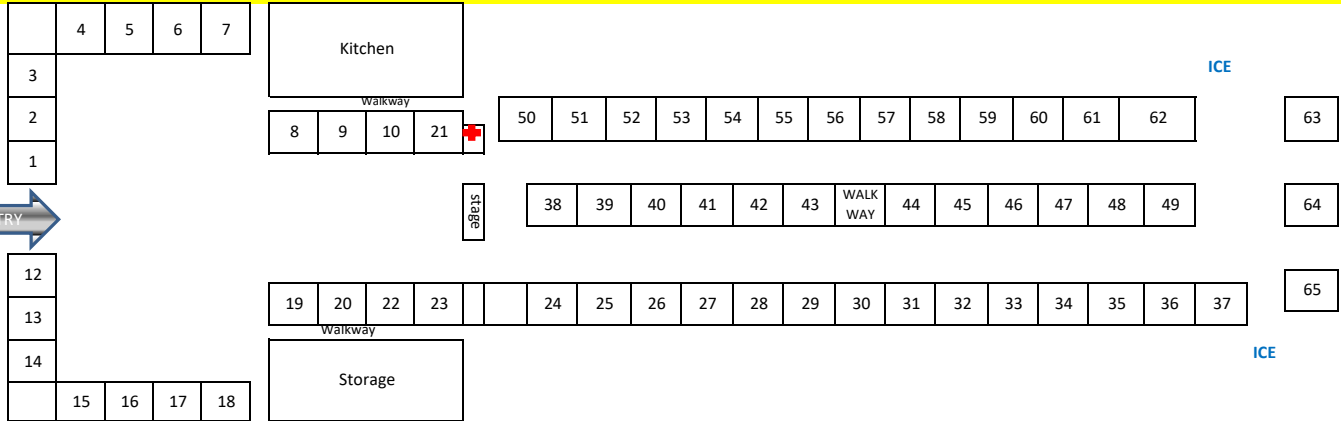 4 5 6 7
Kitchen
ICE
3
Walkway
2
50 51 52 53 54 55 56 57 58 59 60 61 62 63
8 9 10 21
1
stage
38 39 40 41 42 43 WALK WAY 44 45 46 47 48 49 64
TRY
12
19 20 22 23 24 25 26 27 28 29 30 31 32 33 34 35 36 37 65
13
Walkway
14
ICE
Storage
15 16 17 18